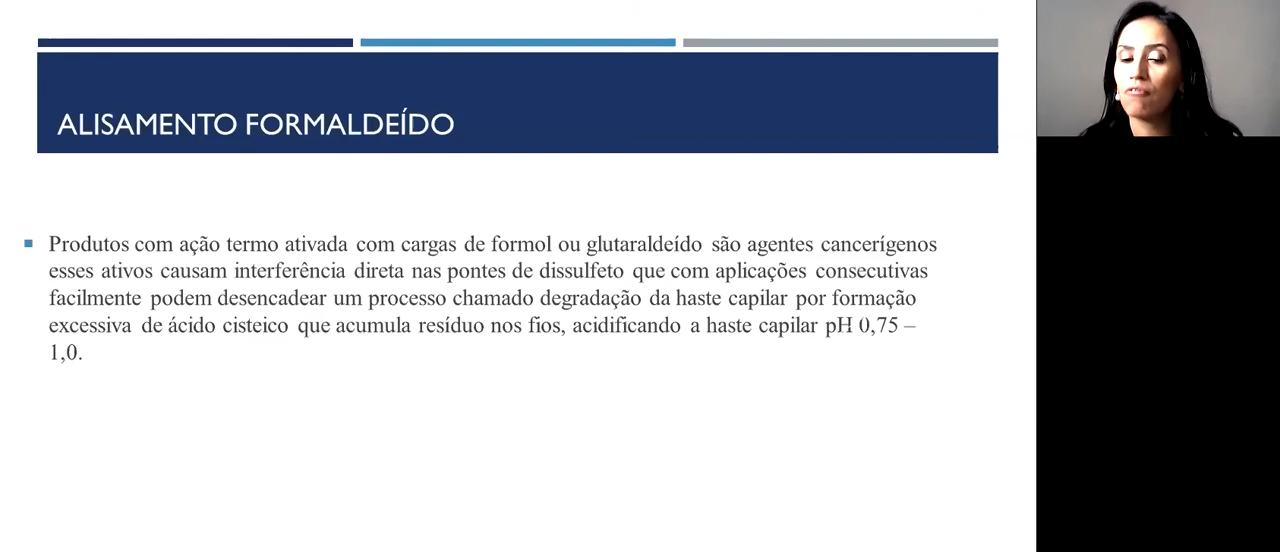 ALISAMENTO FORMALDEÍDO
Produtos com ação termo ativada com cargas de formol ou glutaraldeído são agentes cancerígenos
esses ativos causam interferência direta nas pontes de dissulfeto que com aplicações consecutivas
facilmente podem desencadear um processo chamado degradação da haste capilar por formação
excessiva de ácido cisteico que acumula resíduo nos fios, acidificando a haste capilar pH 0,75 –
1,0.